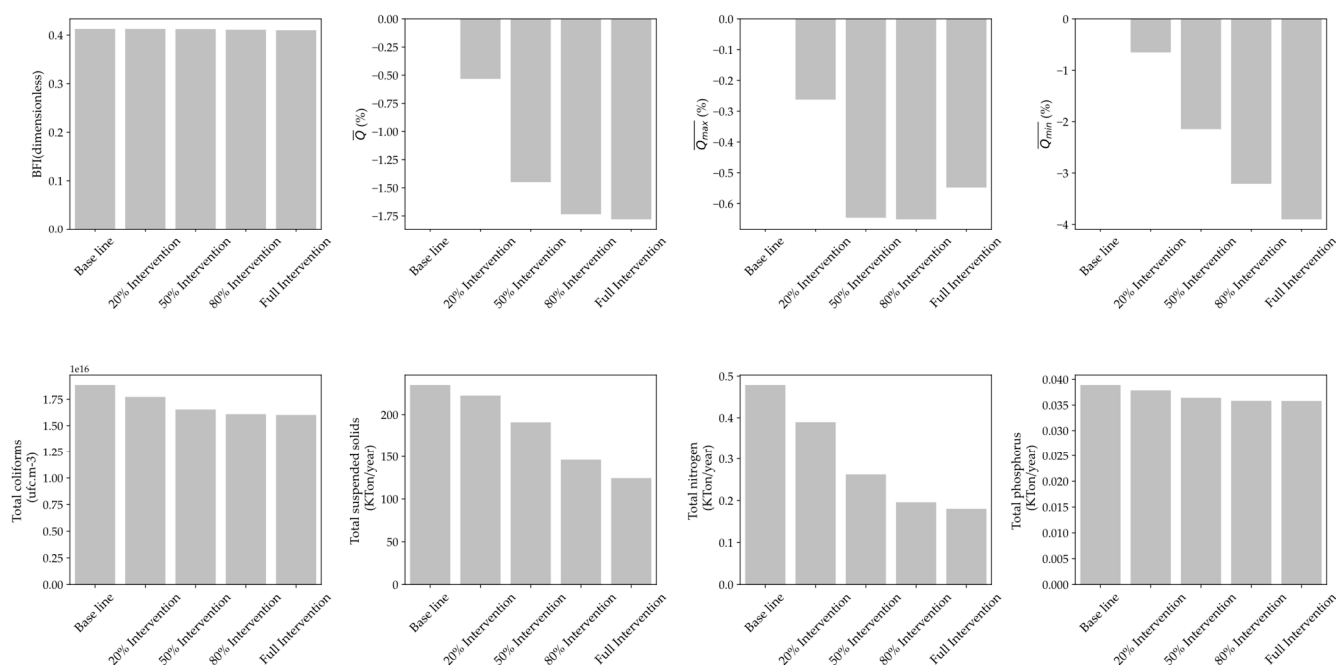 BFI(dimensionless)
0.4
0.3
0.2
0.1
0.0
Base line
20% Intervention
50% Intervention
80% Intervention
Full Intervention
Q̅ (%)
0.00
−0.25
−0.50
−0.75
−1.00
−1.25
−1.50
−1.75
Base line
20% Intervention
50% Intervention
80% Intervention
Full Intervention
Q̅max (%)
0.0
−0.1
−0.2
−0.3
−0.4
−0.5
−0.6
Base line
20% Intervention
50% Intervention
80% Intervention
Full Intervention
Q̅min (%)
0
−1
−2
−3
−4
Base line
20% Intervention
50% Intervention
80% Intervention
Full Intervention
Total coliforms
(ufc.m-3)
1e16
1.75
1.50
1.25
1.00
0.75
0.50
0.25
0.00
Base line
20% Intervention
50% Intervention
80% Intervention
Full Intervention
Total suspended solids
(KTon/year)
200
150
100
50
0
Base line
20% Intervention
50% Intervention
80% Intervention
Full Intervention
Total nitrogen
(KTon/year)
0.5
0.4
0.3
0.2
0.1
0.0
Base line
20% Intervention
50% Intervention
80% Intervention
Full Intervention
Total phosphorus
(KTon/year)
0.040
0.035
0.030
0.025
0.020
0.015
0.010
0.005
0.000
Base line
20% Intervention
50% Intervention
80% Intervention
Full Intervention